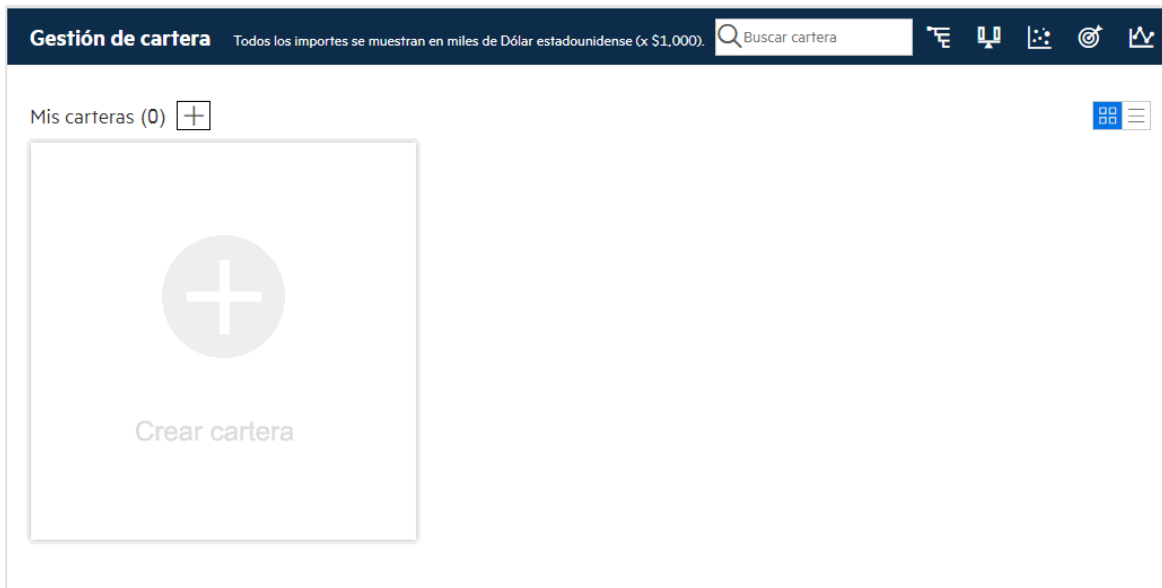 Gestión de cartera Todos los importes se muestran en miles de Dólar estadounidense (x $1,000). Buscar cartera
Mis carteras (0)
Crear cartera